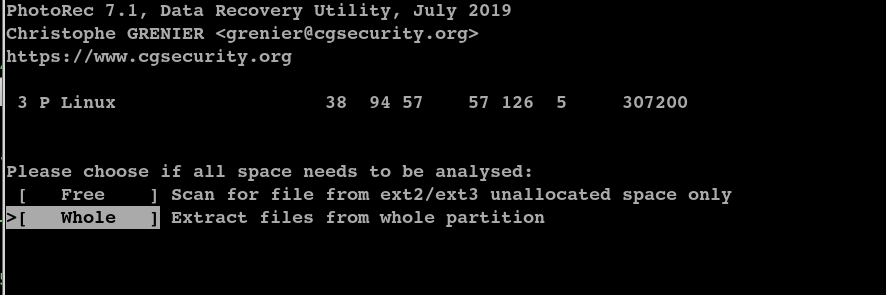 PhotoRec 7.1, Data Recovery Utility, July 2019
Christophe GRENIER <grenier@cgsecurity.org>
https://www.cgsecurity.org
3 P Linux 38 94 57 57 126 5 307200
Please choose if all space needs to be analysed:
[ Free ] Scan for file from ext2/ext3 unallocated space only
>[ Whole ] Extract files from whole partition